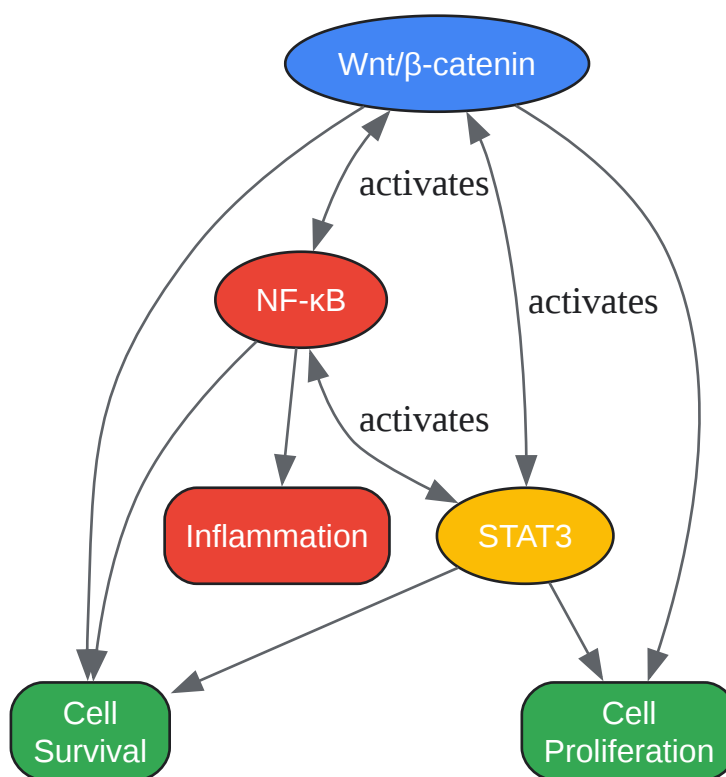 Wnt/β-catenin
activates
NF-κB
activates
activates
Inflammation
STAT3
Cell
Survival
Cell
Proliferation